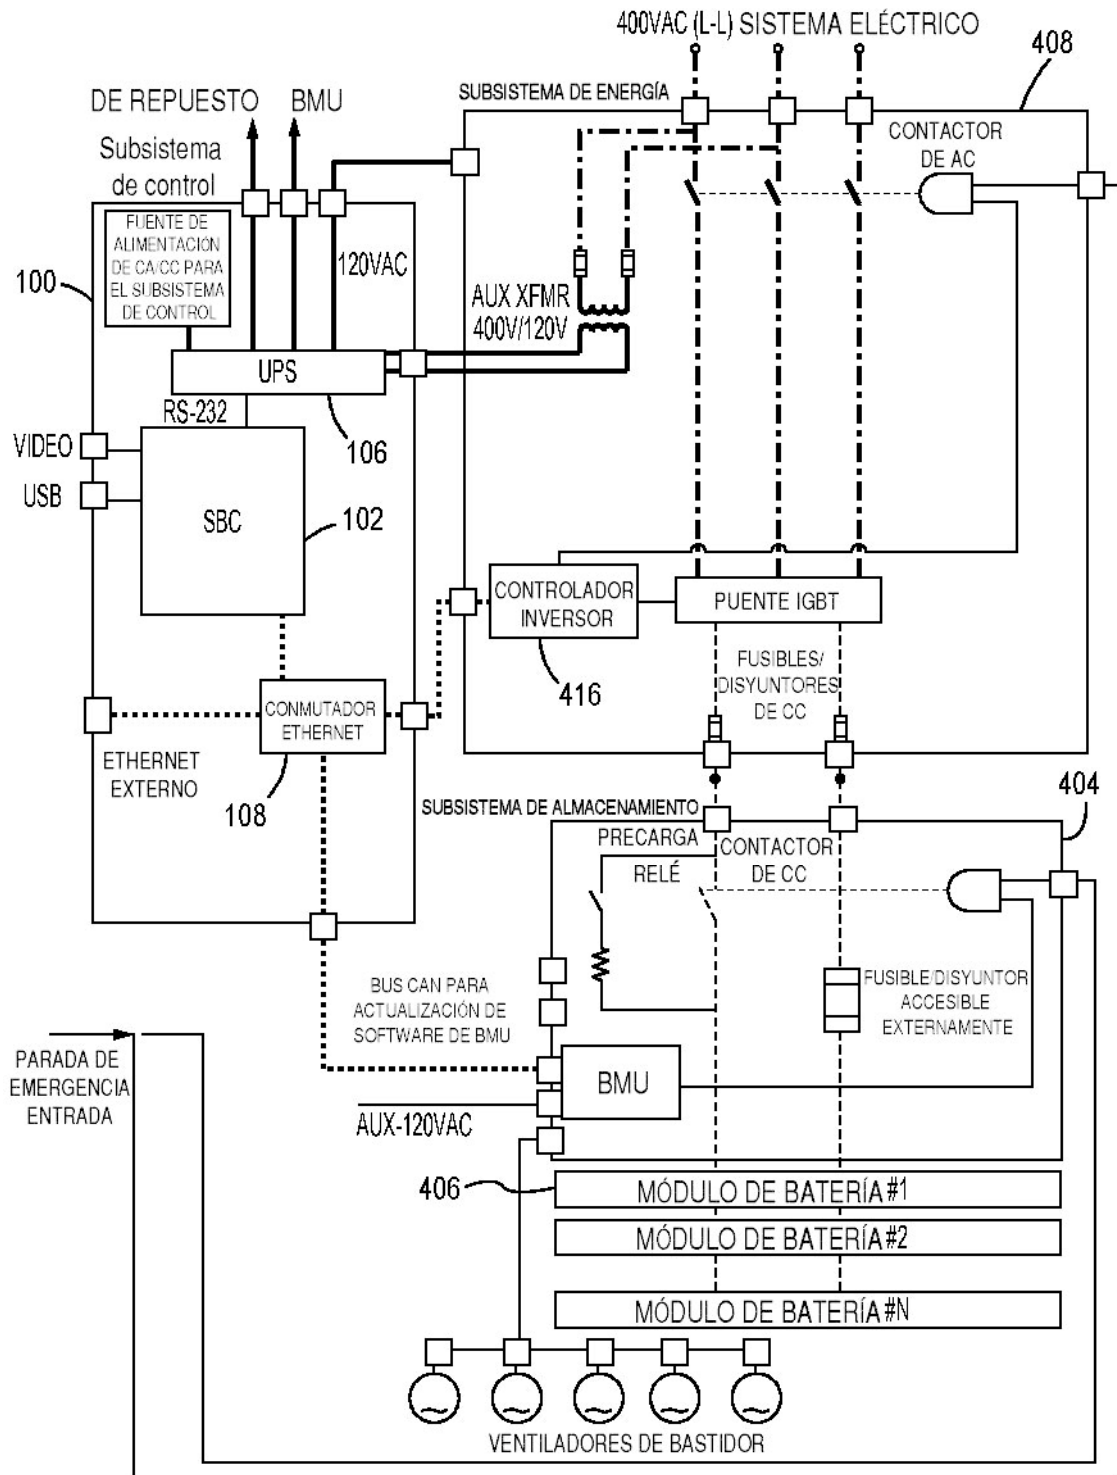 400VAC (L-L) SISTEMA ELÉCTRICO
408
SUBSISTEMA DE ENERGÍA
DE REPUESTO
BMU
CONTACTOR
DE AC
Subsistema
de control
FUENTE DE
ALIMENTACIÓN
DE CA/CC PARA
EL SUBSISTEMA
DE CONTROL
100
120VAC
AUX XFMR
400V/120V
UPS
RS-232
106
VIDEO
USB
SBC
102
CONTROLADOR
INVERSOR
PUENTE IGBT
416
FUSIBLES/
DISYUNTORES
DE CC
CONMUTADOR
ETHERNET
ETHERNET
EXTERNO
108
404
SUBSISTEMA DE ALMACENAMIENTO
PRECARGA
RELÉ
CONTACTOR
DE CC
BUS CAN PARA
ACTUALIZACIÓN DE
SOFTWARE DE BMU
FUSIBLE/DISYUNTOR
ACCESIBLE
EXTERNAMENTE
PARADA DE
EMERGENCIA
ENTRADA
BMU
AUX-120VAC
406
MÓDULO DE BATERÍA #1
MÓDULO DE BATERÍA #2
MÓDULO DE BATERÍA #N
VENTILADORES DE BASTIDOR